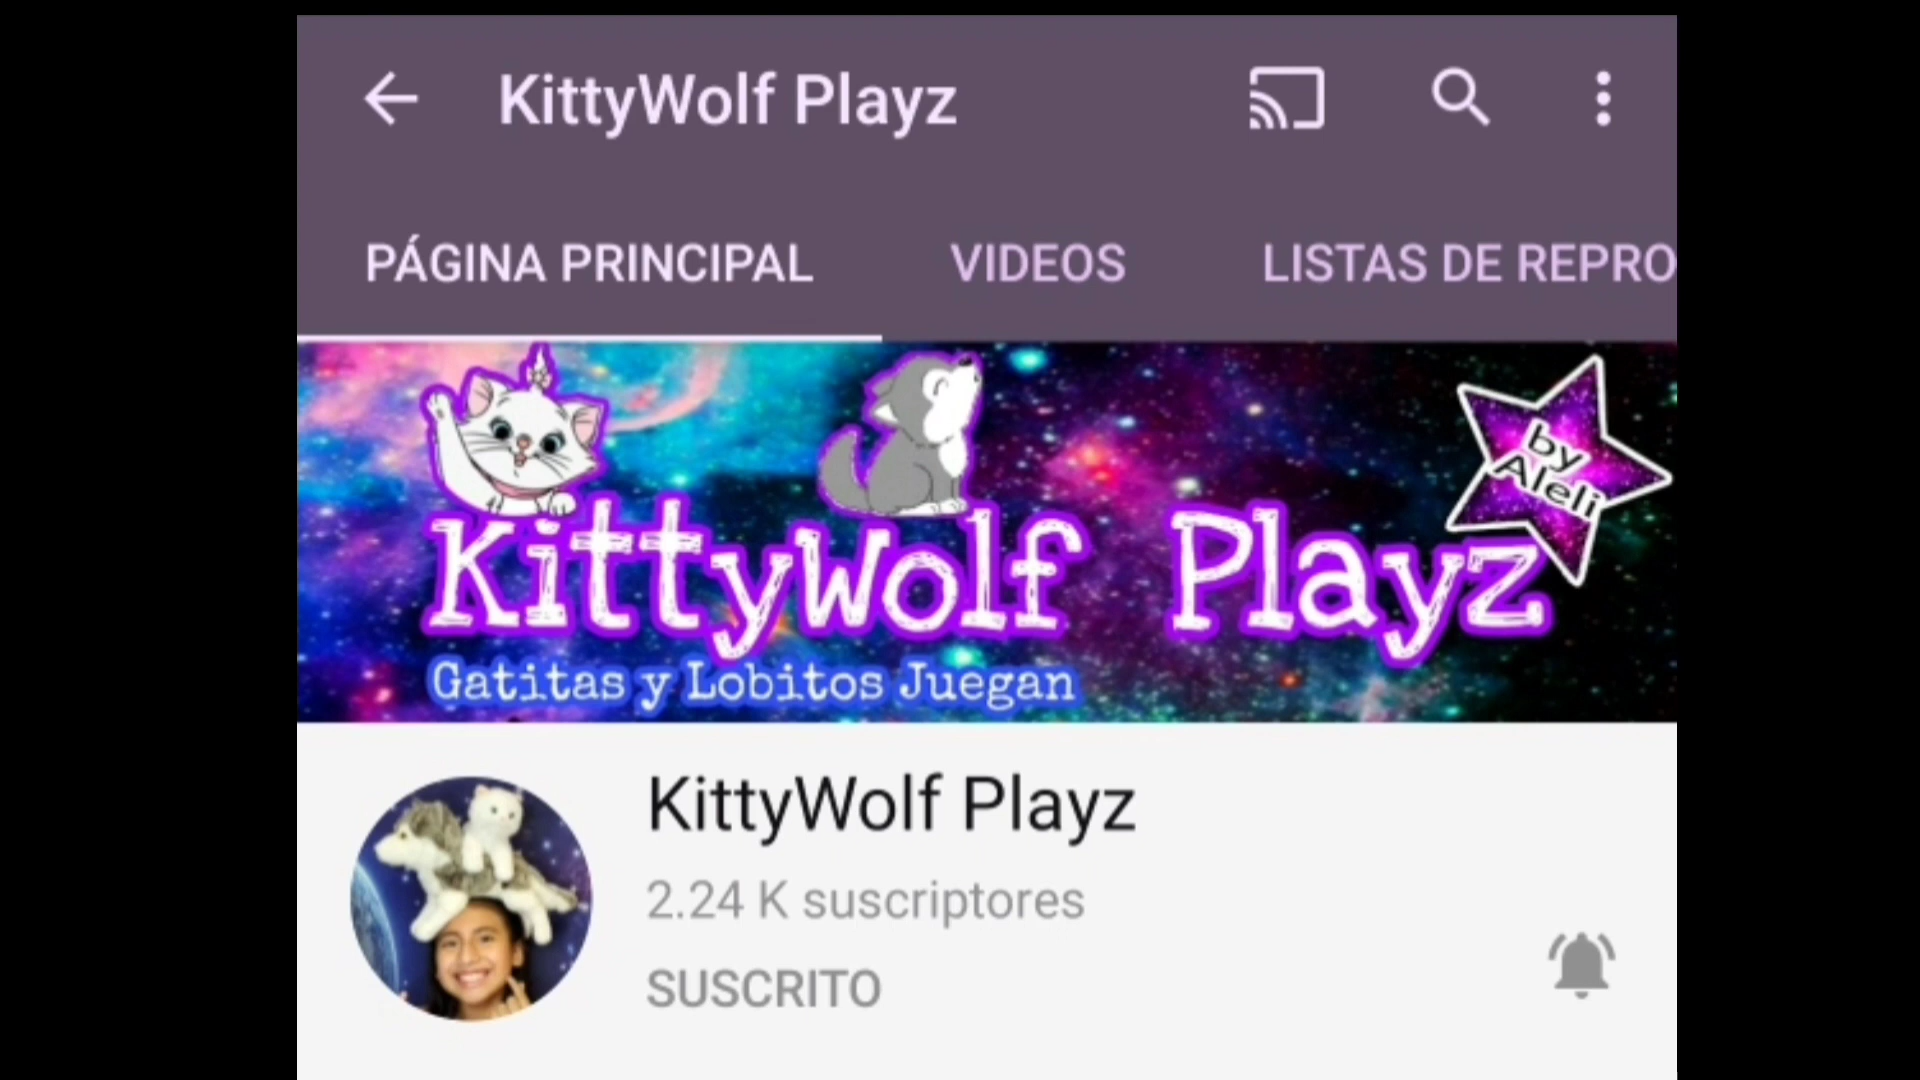 KittyWolf Playz
PÁGINA PRINCIPAL VIDEOS LISTAS DE REPRO
by
Aleli
KittyWolf Playz
Gatitas y Lobitos Juegan
KittyWolf Playz
2.24 K suscriptores
SUSCRITO